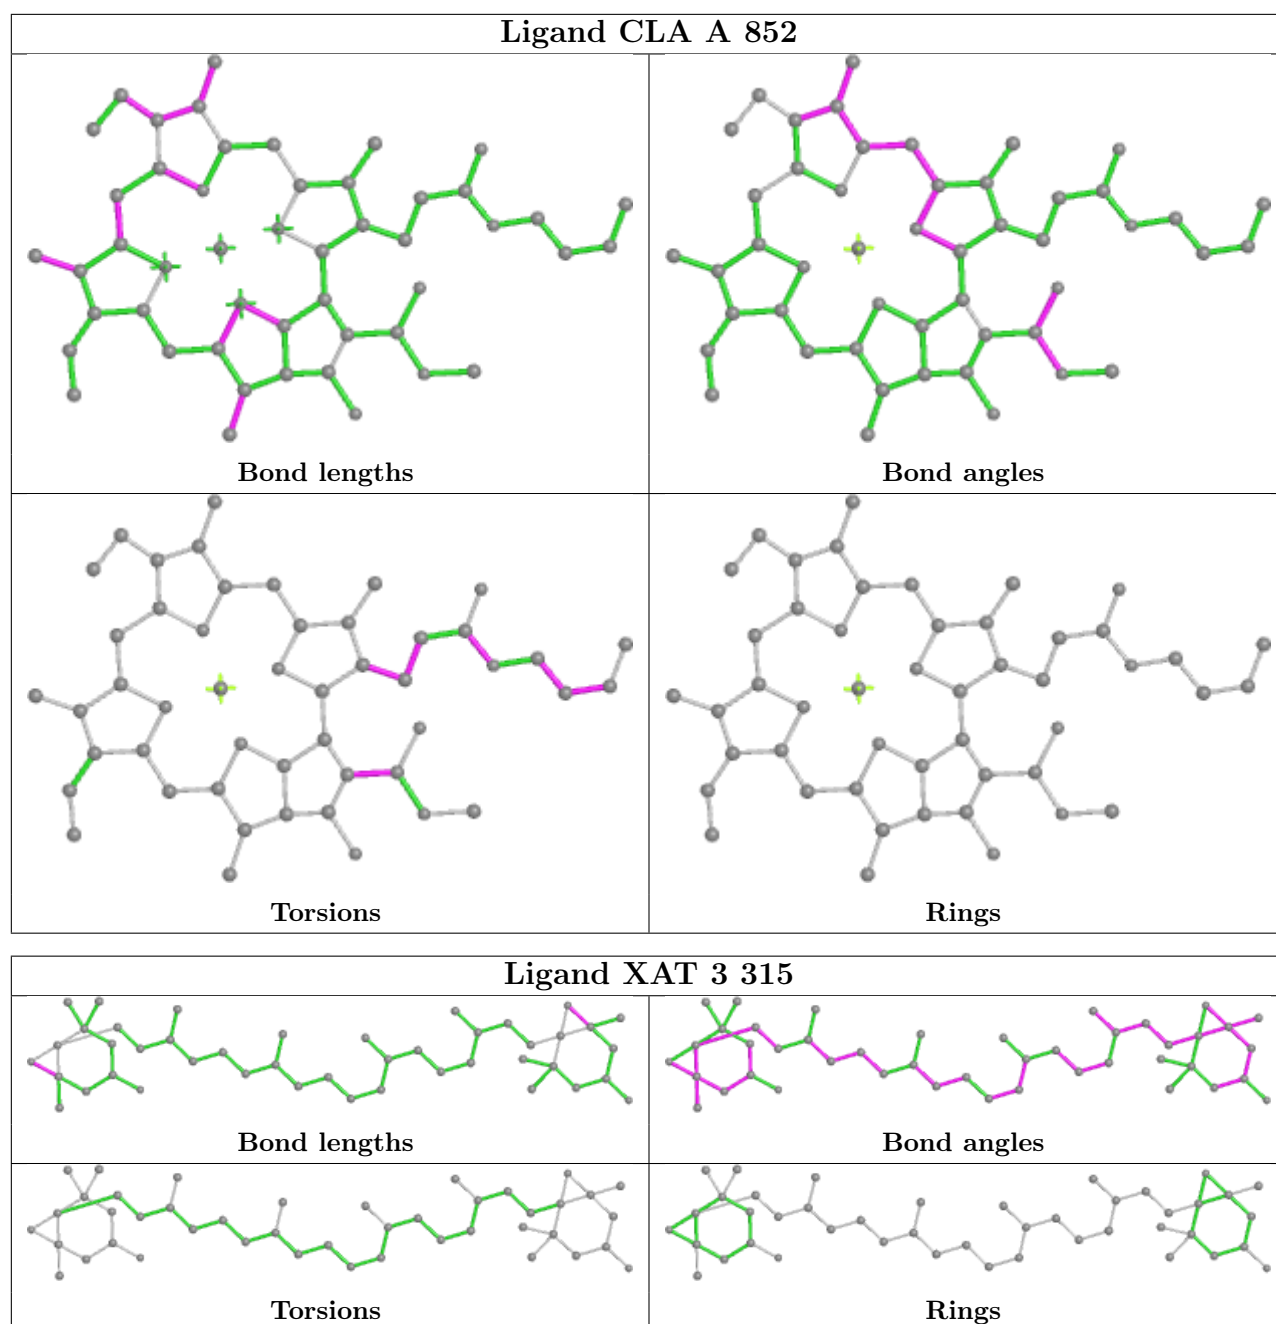 Ligand CLA A 852
Bond lengths
Bond angles
Torsions
Rings
Ligand XAT 3 315
Bond lengths
Bond angles
Torsions
Rings